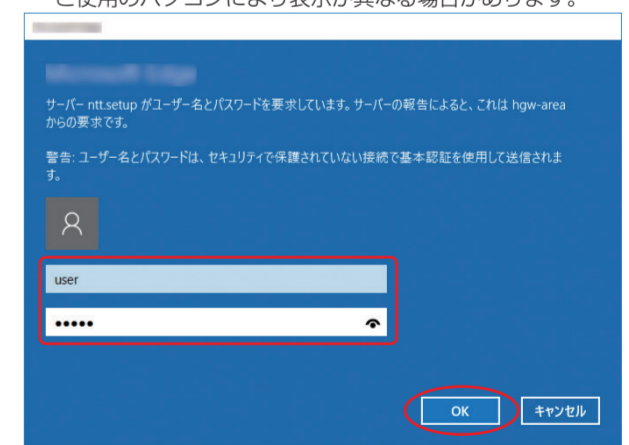 ご使用のパソコンにより表示が異なる場合があります。
サーバー ntt.setup がユーザー名とパスワードを要求しています。サーバーの報告によると、これは hgw-area
からの要求です。
警告: ユーザー名とパスワードは、セキュリティで保護されていない接続で基本認証を使用して送信されま
す。
user
•••••
OK キャンセル